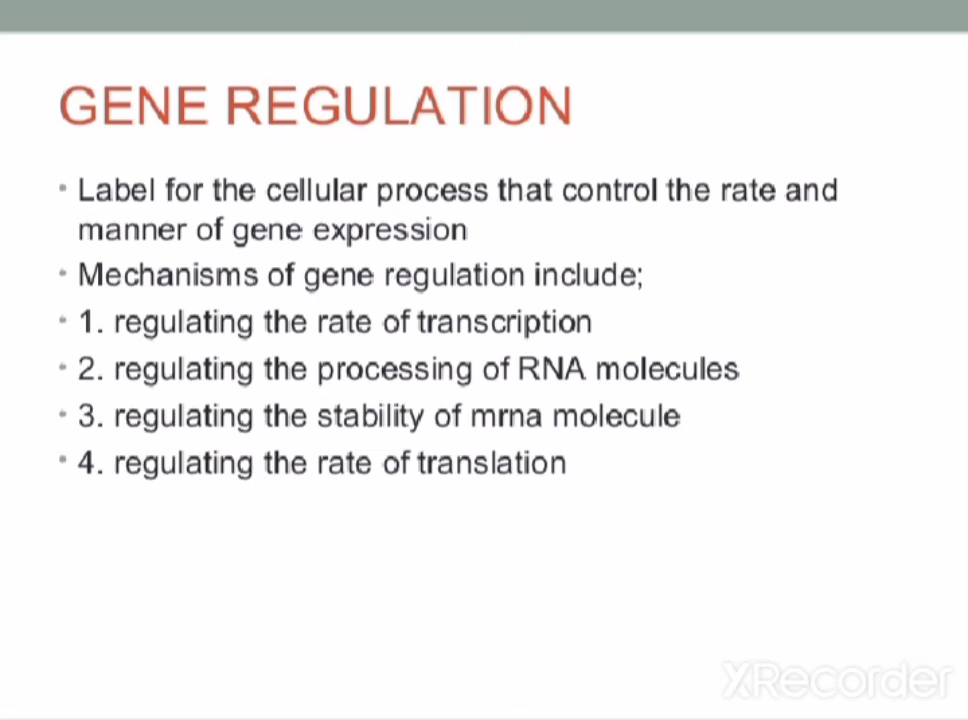 GENE REGULATION
• Label for the cellular process that control the rate and
manner of gene expression
• Mechanisms of gene regulation include;
• 1. regulating the rate of transcription
• 2. regulating the processing of RNA molecules
• 3. regulating the stability of mrna molecule
• 4. regulating the rate of translation
XRecorder